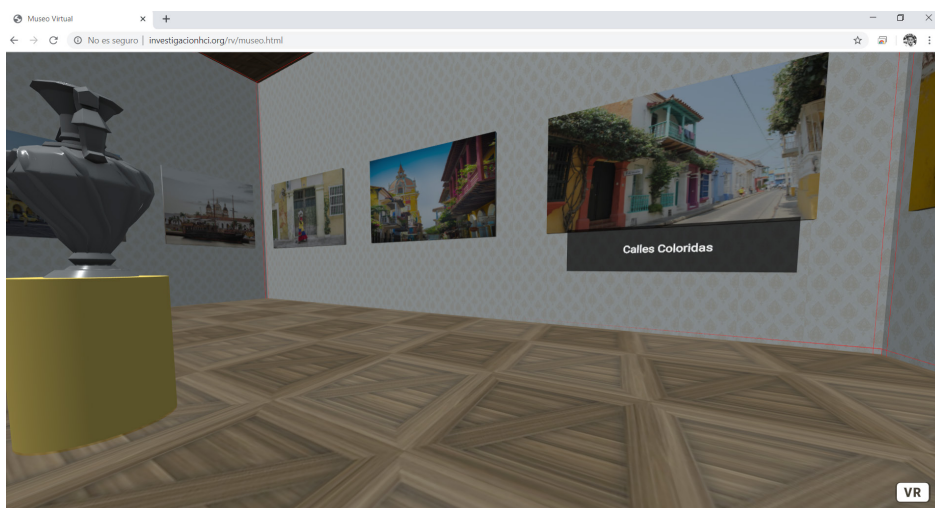 Museo Virtual
No es seguro | investigacionhci.org/rv/museo.html
Calles Coloridas
VR